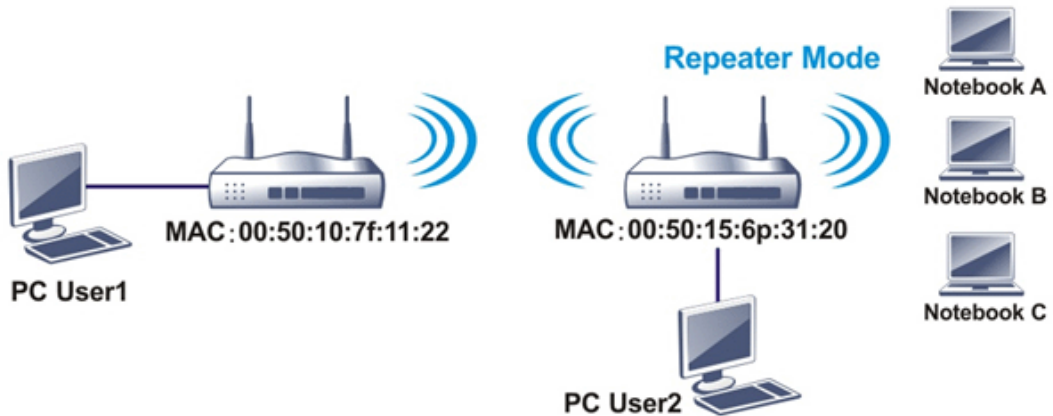 Repeater Mode
Notebook A
Notebook B
MAC:00:50:10:7f:11:22
MAC:00:50:15:6p:31:20
PC User1
Notebook C
PC User2